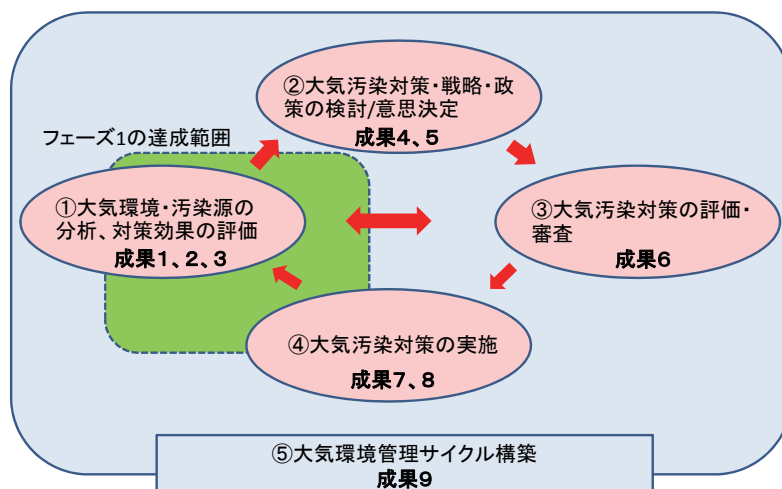 ②大気汚染対策・戦略・政
策の検討/意思決定
成果4、5
フェーズ1の達成範囲
①大気環境・汚染源の
分析、対策効果の評価
成果1、2、3
③大気汚染対策の評価・
審査
成果6
④大気汚染対策の実施
成果7、8
⑤大気環境管理サイクル構築
成果9